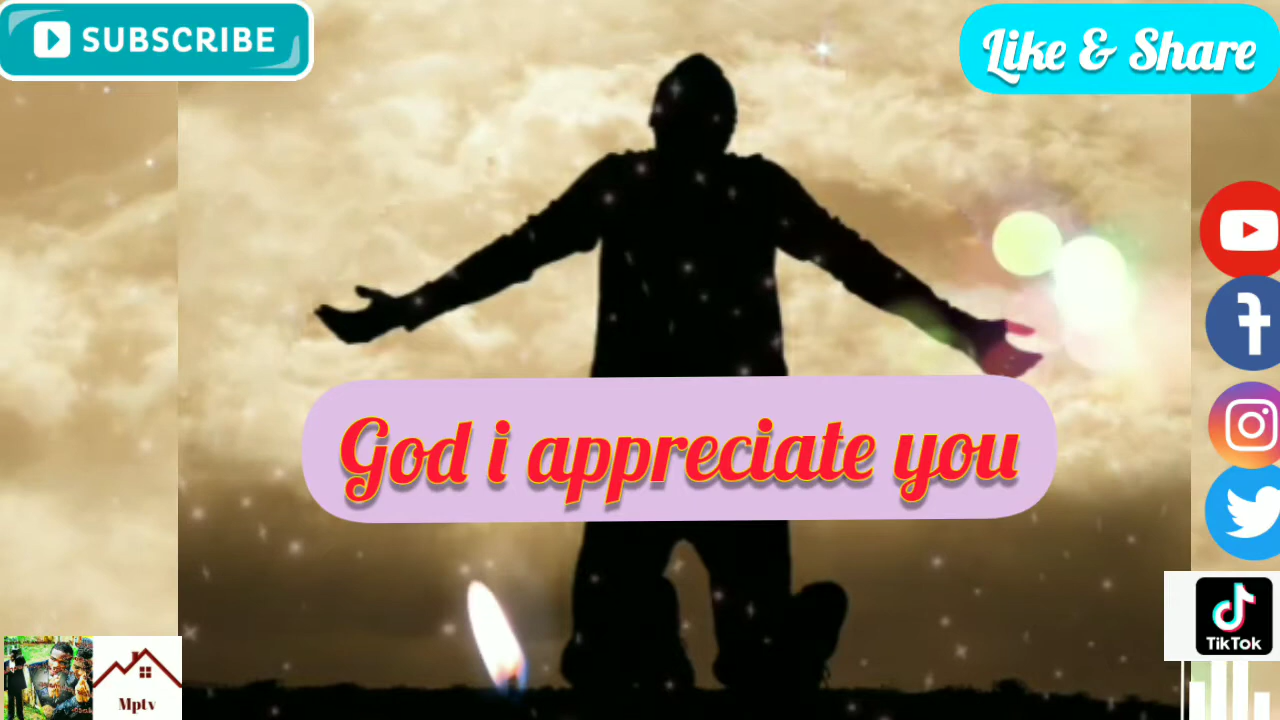 SUBSCRIBE
Like & Share
God i appreciate you
TikTok
Mptv